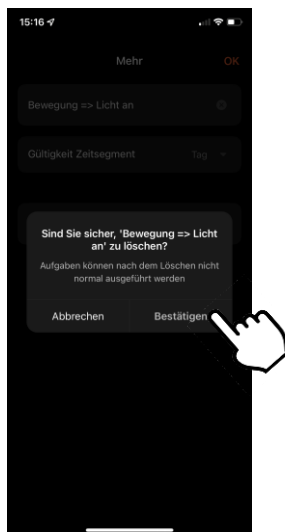 15:16
Mehr
OK
Bewegung => Licht an
Gültigkeit Zeitsegment
Tag
Sind Sie sicher, 'Bewegung => Licht
an' zu löschen?
Aufgaben können nach dem Löschen nicht
normal ausgeführt werden
Abbrechen
Bestätigen